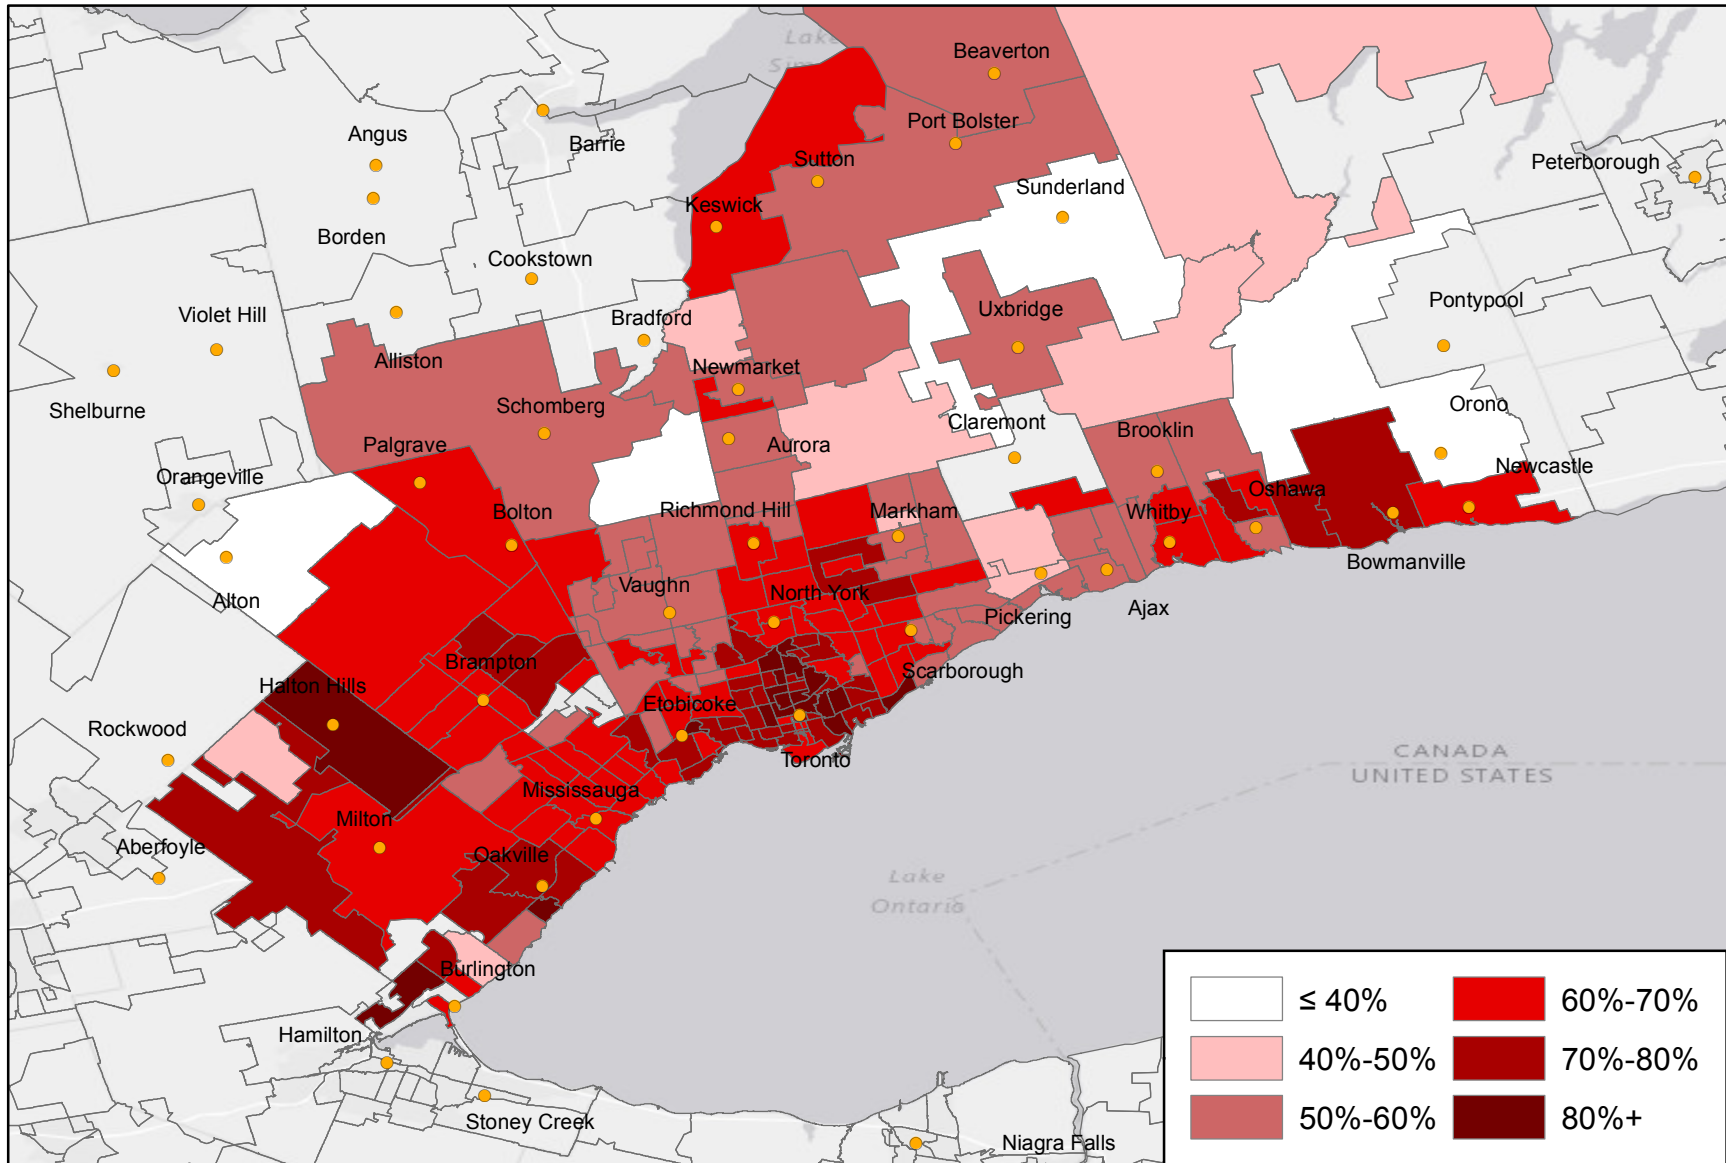 Lake
Beaverton
Port Bolster
Angus
Barrie
Sutton
Peterborough
Sunderland
Keswick
Borden
Cookstown
Pontypool
Violet Hill
Uxbridge
Bradford
Alliston
Newmarket
Shelburne
Schomberg
Orono
Claremont
Brooklin
Palgrave
Aurora
Newcastle
Orangeville
Oshawa
Bolton
Richmond Hill
Markham
Whitby
Bowmanville
Vaughn
North York
Alton
Ajax
Pickering
Brampton
Scarborough
Halton Hills
Etobicoke
Rockwood
Toronto
CANADA
UNITED STATES
Mississauga
Milton
Aberfoyle
Oakville
Lake
Ontario
Burlington
Hamilton
Stoney Creek
Niagra Falls
≤ 40%
60%-70%
40%-50%
70%-80%
50%-60%
80%+